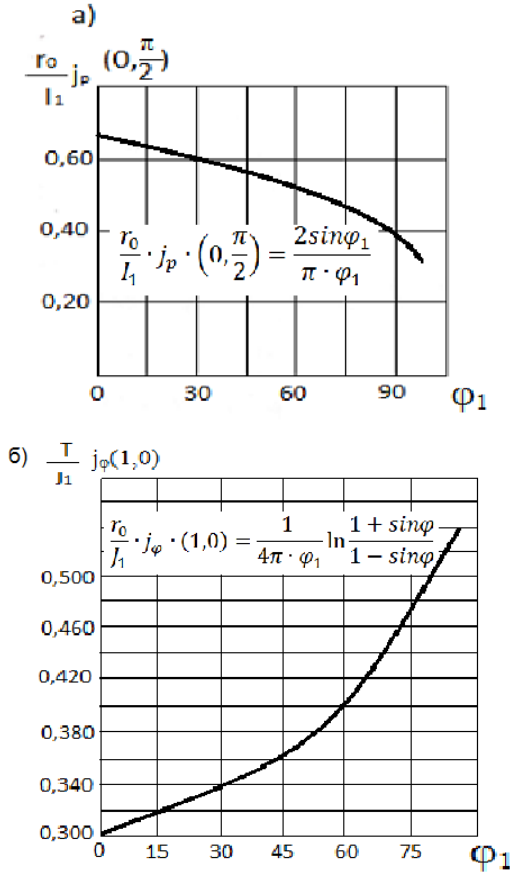 а)
r₀/I₁ jₚ (0, π/2)
0,60
0,40
0,20
r₀/I₁ · jₚ · (0, π/2) = 2sinφ₁/π · φ₁
0 30 60 90 φ₁
б) T/J₁ jφ(1,0)
r₀/J₁ · jφ · (1,0) = 1/4π · φ₁ ln 1 + sinφ/1 − sinφ
0,500
0,460
0,420
0,380
0,340
0,300
0 15 30 45 60 75 φ₁